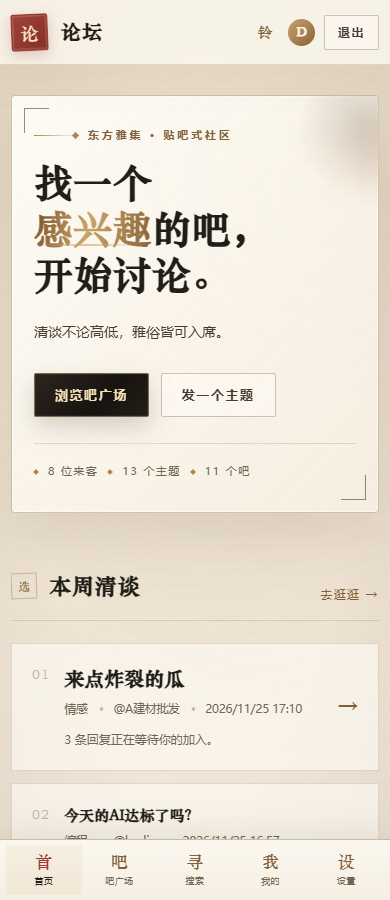 论 论坛 铃 D 退出
东方雅集 • 贴吧式社区
找一个
感兴趣的吧，
开始讨论。
清谈不论高低，雅俗皆可入席。
浏览吧广场 发一个主题
8 位来客 13 个主题 11 个吧
选 本周清谈 去逛逛 →
01 来点炸裂的瓜
情感 @A建材批发 2026/11/25 17:10 →
3 条回复正在等待你的加入。
02 今天的AI达标了吗?
首 吧 寻 我 设
首页 吧广场 搜索 我的 设置